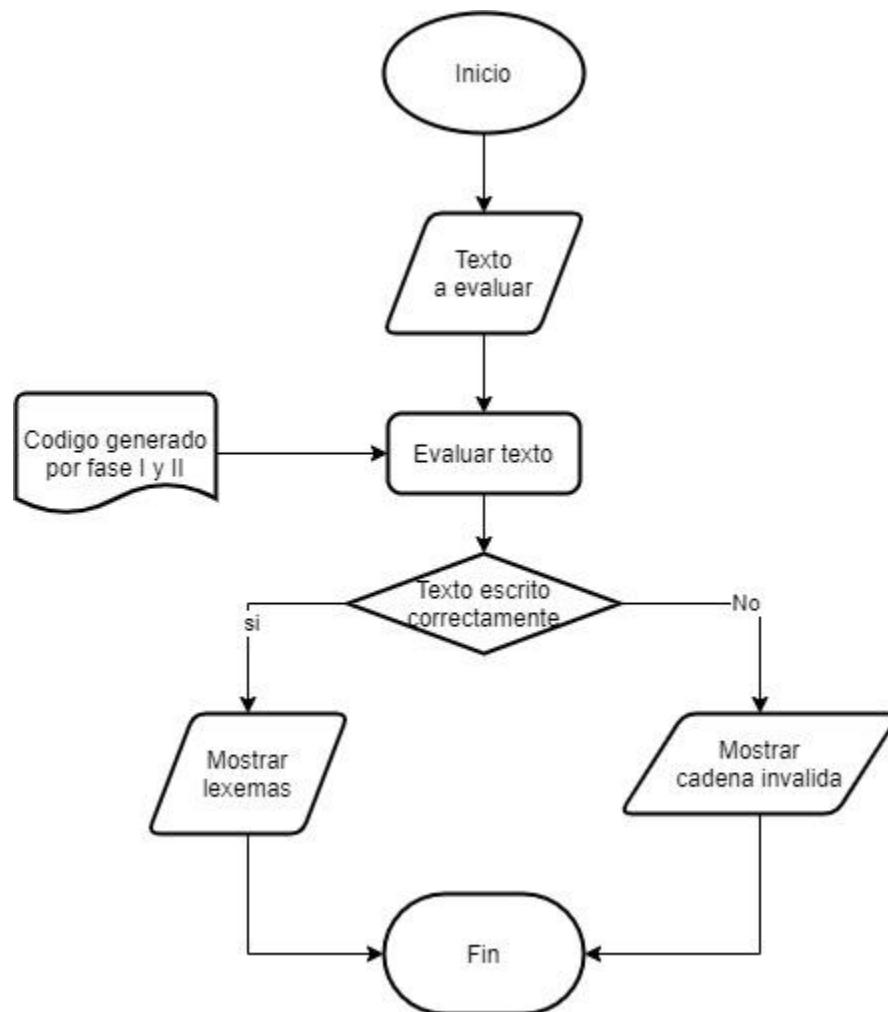 Inicio
Texto
a evaluar
Codigo generado
por fase I y II
Evaluar texto
Texto escrito
correctamente
si
No
Mostrar
lexemas
Mostrar
cadena invalida
Fin